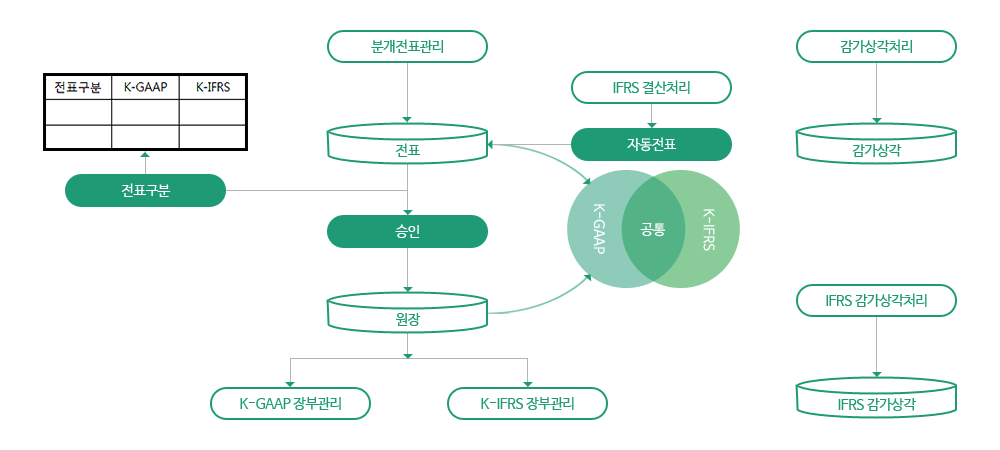 분개전표관리
감가상각처리
전표구분 K-GAAP K-IFRS
IFRS 결산처리
전표
자동전표
감가상각
전표구분
승인
K-GAAP
공통
K-IFRS
원장
IFRS 감가상각처리
K-GAAP 장부관리
K-IFRS 장부관리
IFRS 감가상각